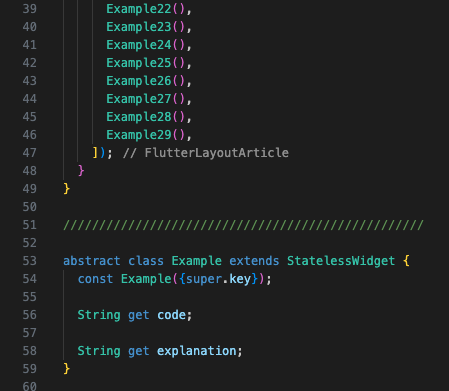 39 Example22(),
40 Example23(),
41 Example24(),
42 Example25(),
43 Example26(),
44 Example27(),
45 Example28(),
46 Example29(),
47 ]); // FlutterLayoutArticle
48 }
49 }
50
51 //////////////////////////////////////////////////
52
53 abstract class Example extends StatelessWidget {
54 const Example({super.key});
55
56 String get code;
57
58 String get explanation;
59 }
60